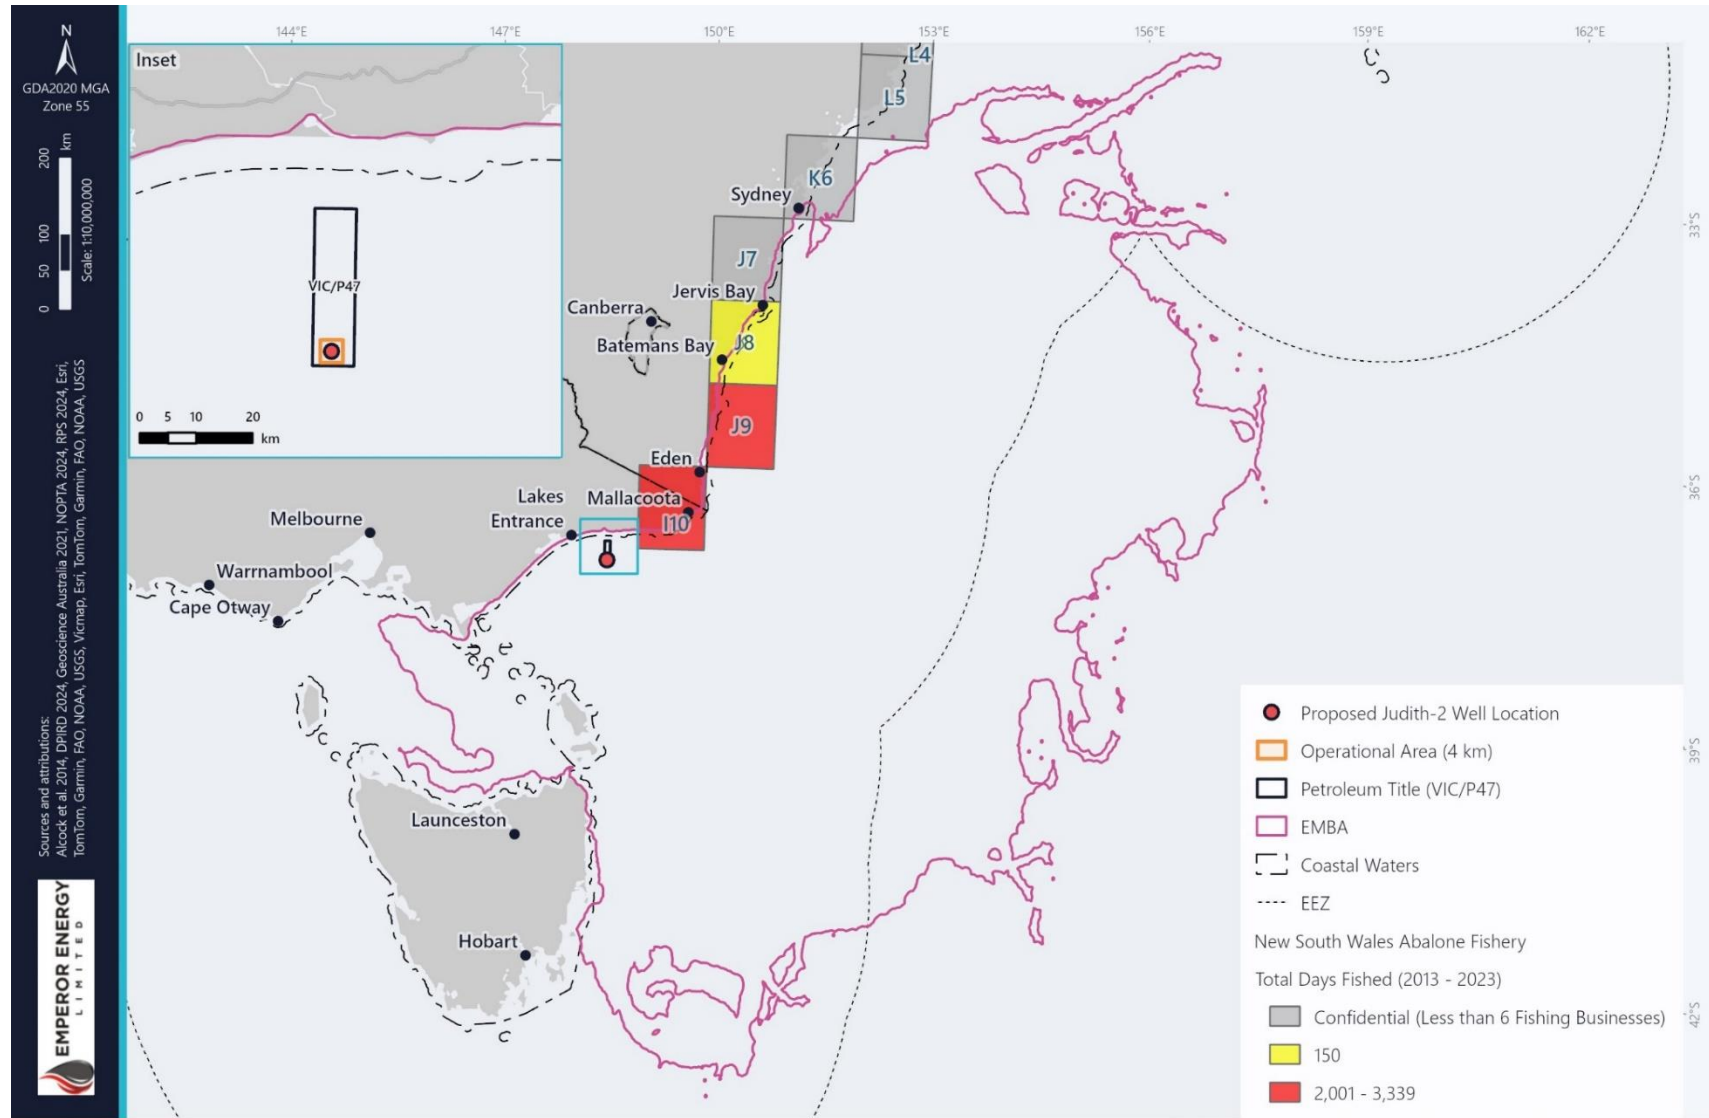 N
GDA2020 MGA
Zone 55
0 50 100 200
km
Scale: 1:10,000,000
Sources and attributions:
Alcock et al. 2014, DPIRD 2024, Geoscience Australia 2021, NOPTA 2024, RPS 2024, Esri,
TomTom, Garmin, FAO, NOAA, USGS, Vicmap, Esri, TomTom, Garmin, FAO, NOAA, USGS
EMPEROR ENERGY
LIMITED
144°E 147°E 150°E 153°E 156°E 159°E 162°E
33°S
36°S
39°S
42°S
Inset
VIC/P47
0 5 10 20
km
L4
L5
K6
Sydney
J7
Jervis Bay
Canberra
Batemans Bay
J8
J9
Eden
Mallacoota
I10
Lakes
Entrance
Melbourne
Warrnambool
Cape Otway
Launceston
Hobart
Proposed Judith-2 Well Location
Operational Area (4 km)
Petroleum Title (VIC/P47)
EMBA
Coastal Waters
EEZ
New South Wales Abalone Fishery
Total Days Fished (2013 - 2023)
Confidential (Less than 6 Fishing Businesses)
150
2,001 - 3,339